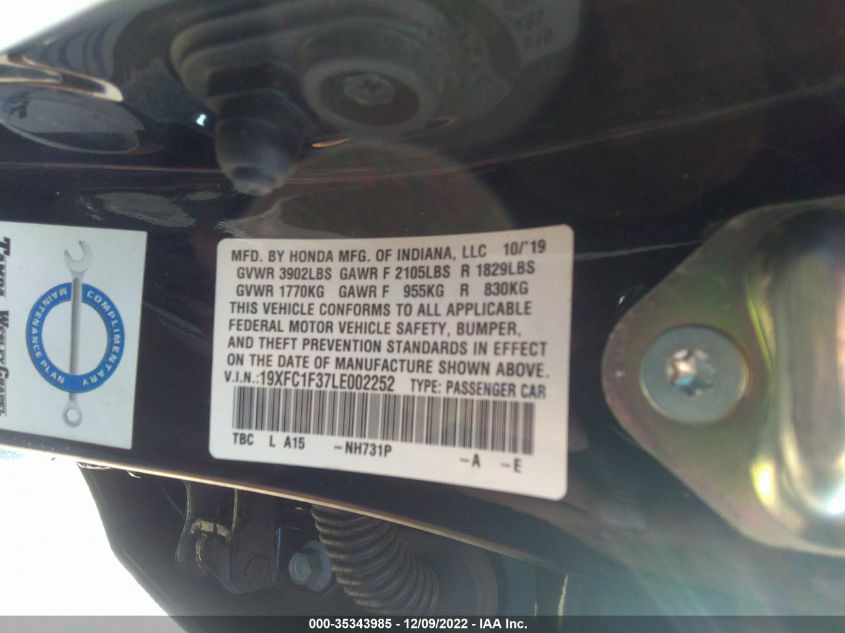 MFD. BY HONDA MFG. OF INDIANA, LLC 10/'19
GVWR 3902LBS GAWR F 2105LBS R 1829LBS
GVWR 1770KG GAWR F 955KG R 830KG
THIS VEHICLE CONFORMS TO ALL APPLICABLE
FEDERAL MOTOR VEHICLE SAFETY, BUMPER,
AND THEFT PREVENTION STANDARDS IN EFFECT
ON THE DATE OF MANUFACTURE SHOWN ABOVE.
V.I.N.:19XFC1F37LE002252 TYPE: PASSENGER CAR
TBC L A15 -NH731P -A -E
COMPLIMENTARY
MAINTENANCE PLAN
000-35343985 - 12/09/2022 - IAA Inc.